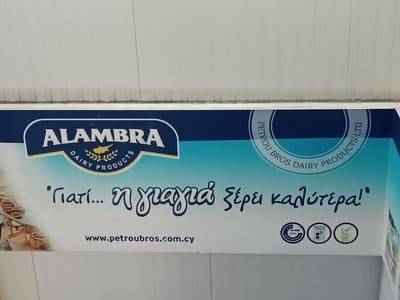 ALAMBRA
DAIRY PRODUCTS
PETROU BROS DAIRY PRODUCTS LTD
"Γιατί... η γιαγιά ξέρει καλύτερα!"
www.petroubros.com.cy